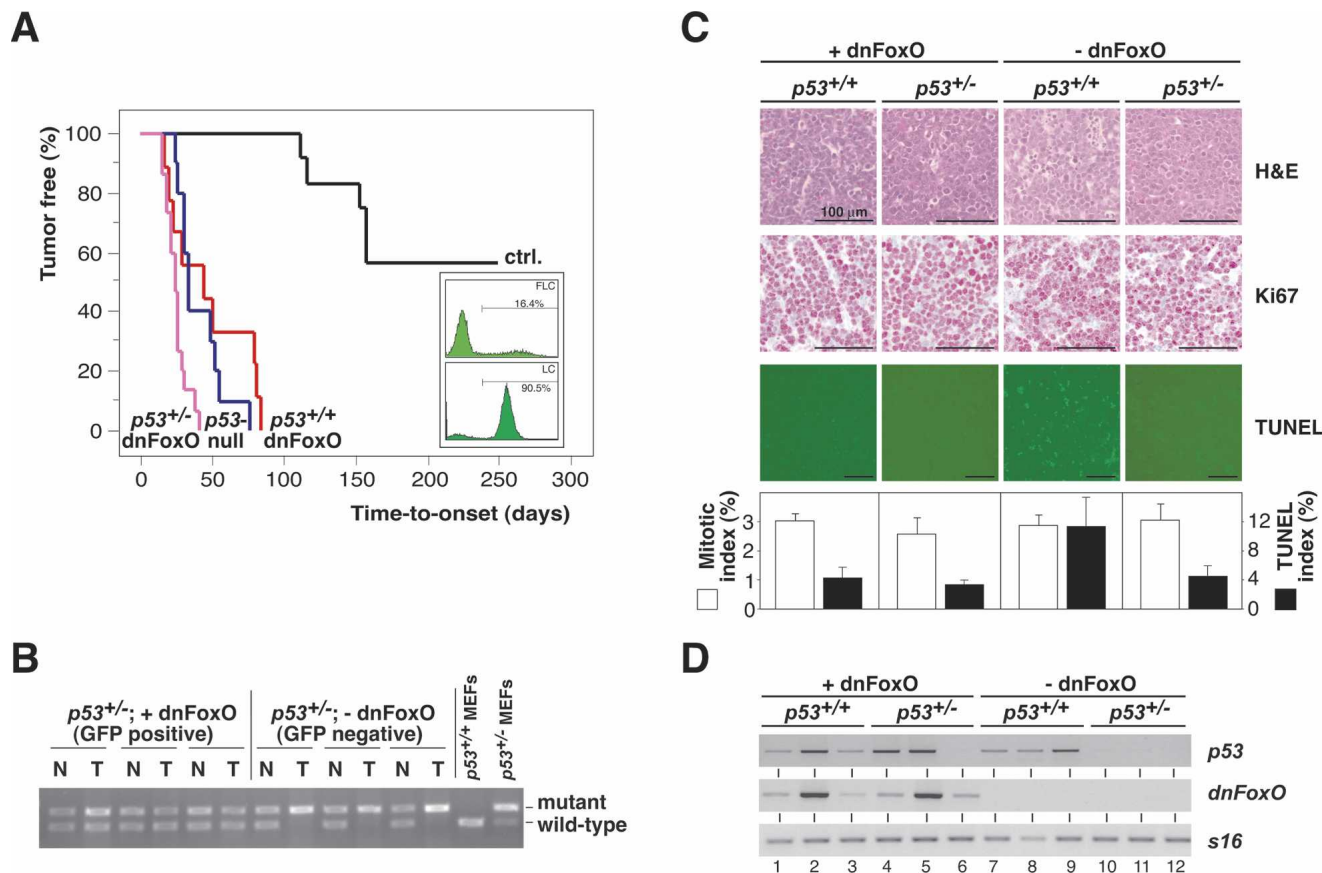 A
Tumor free (%)
100
80
60
40
20
0
ctrl.
FLC
16.4%
LC
90.5%
p53+/- p53- p53+/+
dnFoxO null dnFoxO
0 50 100 150 200 250 300
Time-to-onset (days)
B
p53+/-; + dnFoxO p53+/-; - dnFoxO
(GFP positive) (GFP negative)
p53+/+ MEFs
p53+/- MEFs
N T N T N T N T N T N T
mutant
wild-type
C
+ dnFoxO - dnFoxO
p53+/+ p53+/- p53+/+ p53+/-
H&E
100 µm
Ki67
TUNEL
Mitotic
index (%)
3
2
1
0
12
8
4
0
TUNEL
index (%)
D
+ dnFoxO - dnFoxO
p53+/+ p53+/- p53+/+ p53+/-
p53
dnFoxO
s16
1 2 3 4 5 6 7 8 9 10 11 12